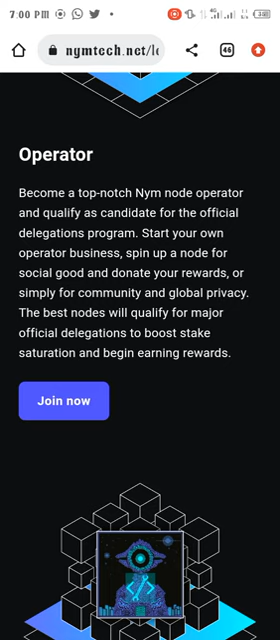 7:00 PM
46
nymtech.net/le
Operator
Become a top-notch Nym node operator
and qualify as candidate for the official
delegations program. Start your own
operator business, spin up a node for
social good and donate your rewards, or
simply for community and global privacy.
The best nodes will qualify for major
official delegations to boost stake
saturation and begin earning rewards.
Join now